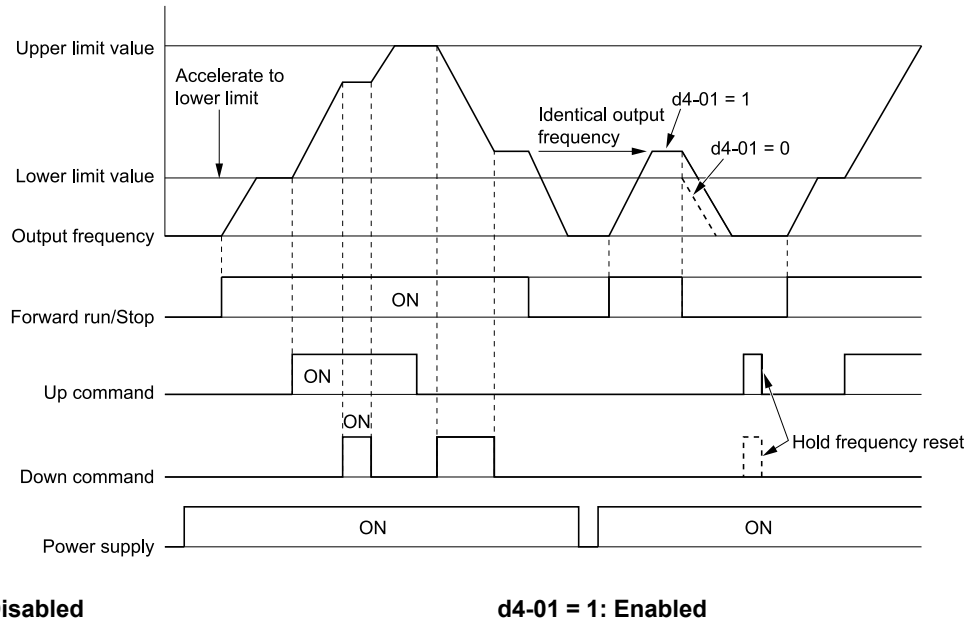 Upper limit value
Accelerate to
lower limit
d4-01 = 1
Identical output
frequency
d4-01 = 0
Lower limit value
Output frequency
ON
Forward run/Stop
ON
Up command
ON
Hold frequency reset
Down command
ON
ON
Power supply
d4-01 = 1: Enabled